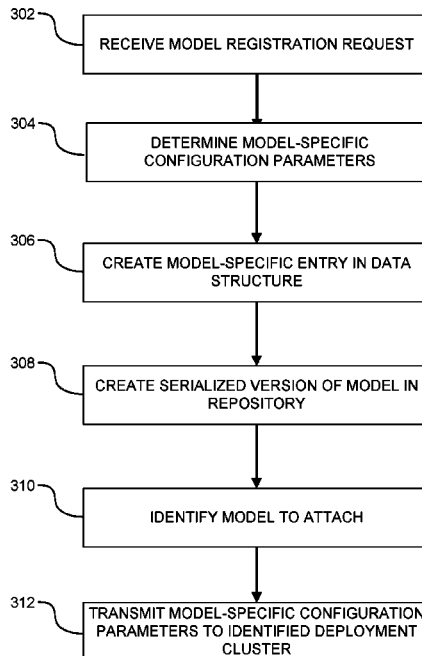 302
RECEIVE MODEL REGISTRATION REQUEST
304
DETERMINE MODEL-SPECIFIC
CONFIGURATION PARAMETERS
306
CREATE MODEL-SPECIFIC ENTRY IN DATA
STRUCTURE
308
CREATE SERIALIZED VERSION OF MODEL IN
REPOSITORY
310
IDENTIFY MODEL TO ATTACH
312
TRANSMIT MODEL-SPECIFIC CONFIGURATION
PARAMETERS TO IDENTIFIED DEPLOYMENT
CLUSTER